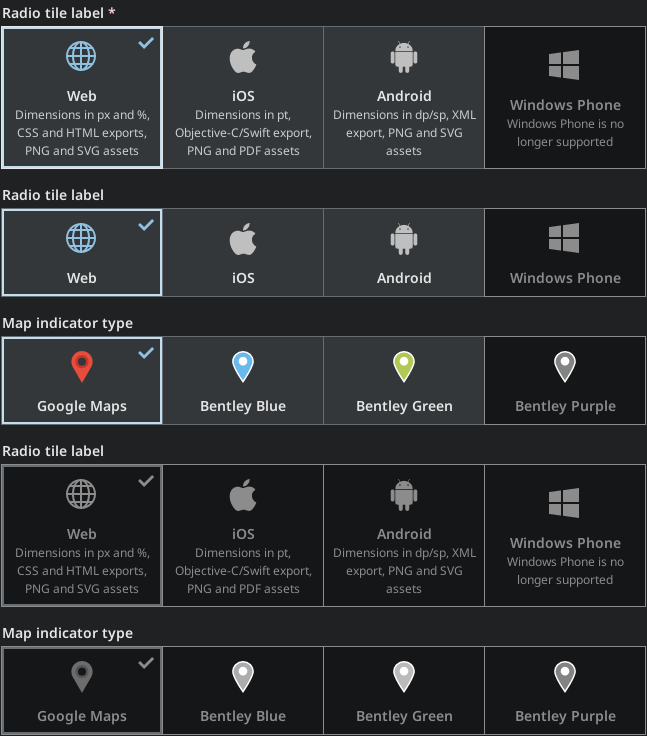 Radio tile label *
Web
Dimensions in px and %,
CSS and HTML exports,
PNG and SVG assets
iOS
Dimensions in pt,
Objective-C/Swift export,
PNG and PDF assets
Android
Dimensions in dp/sp, XML
export, PNG and SVG
assets
Windows Phone
Windows Phone is no
longer supported
Radio tile label
Web
iOS
Android
Windows Phone
Map indicator type
Google Maps
Bentley Blue
Bentley Green
Bentley Purple
Radio tile label
Web
Dimensions in px and %,
CSS and HTML exports,
PNG and SVG assets
iOS
Dimensions in pt,
Objective-C/Swift export,
PNG and PDF assets
Android
Dimensions in dp/sp, XML
export, PNG and SVG
assets
Windows Phone
Windows Phone is no
longer supported
Map indicator type
Google Maps
Bentley Blue
Bentley Green
Bentley Purple